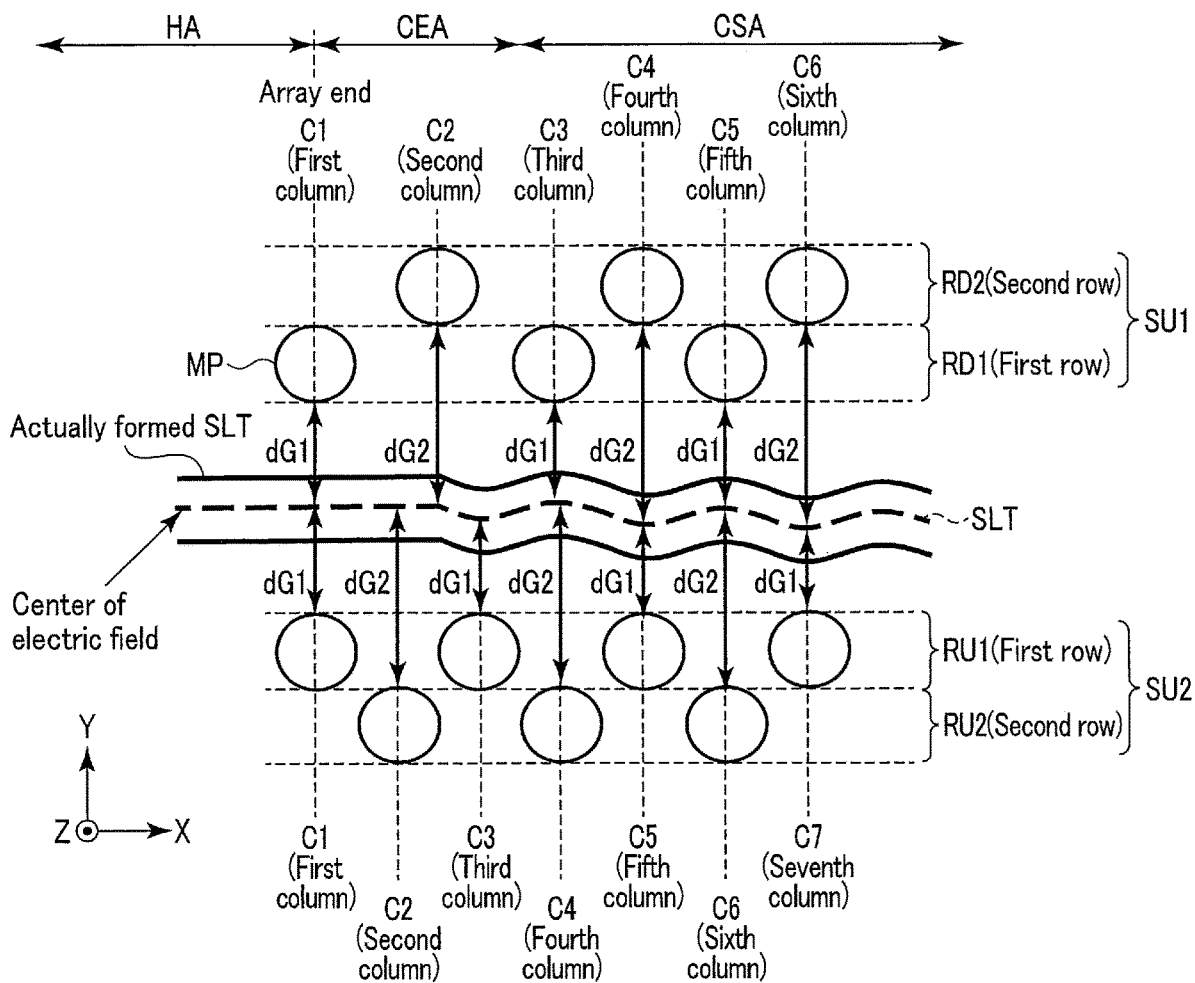 HA CEA CSA
Array end
C4
(Fourth
column)
C6
(Sixth
column)
C1
(First
column)
C2
(Second
column)
C3
(Third
column)
C5
(Fifth
column)
RD2(Second row)
SU1
MP
RD1(First row)
Actually formed SLT
dG1 dG2 dG1 dG2 dG1 dG2
SLT
dG1 dG2 dG1 dG2 dG1 dG2 dG1
Center of
electric field
RU1(First row)
SU2
RU2(Second row)
Y
Z X
C1
(First
column)
C3
(Third
column)
C5
(Fifth
column)
C7
(Seventh
column)
C2
(Second
column)
C4
(Fourth
column)
C6
(Sixth
column)